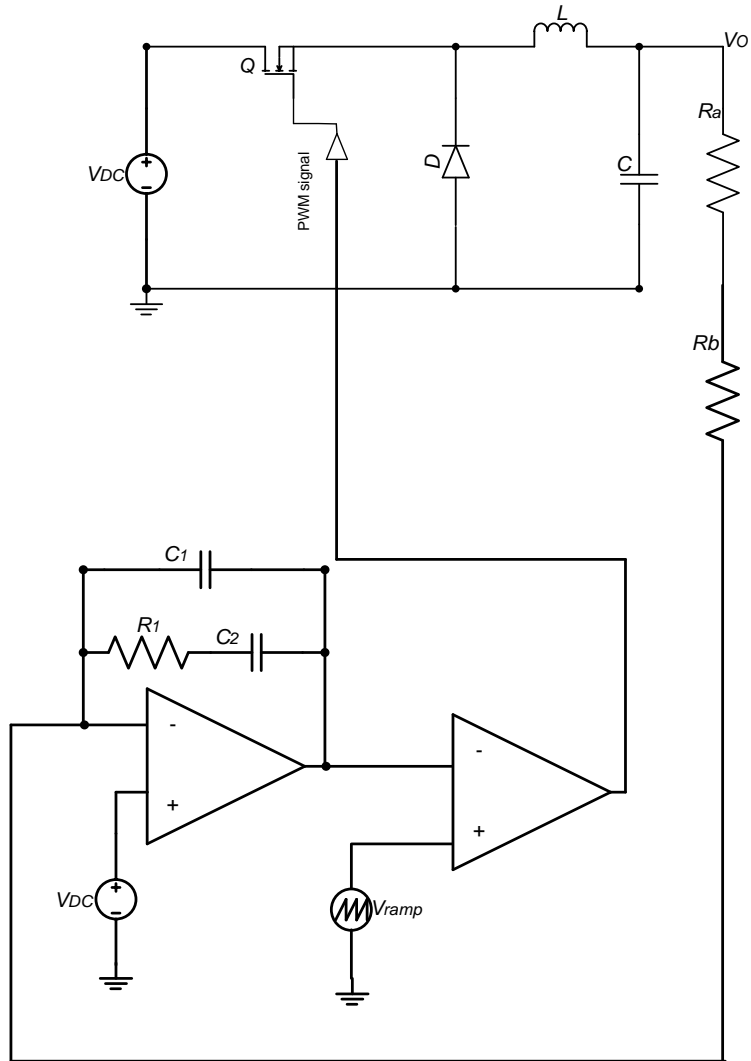 L
VO
Q
Ra
VDC
PWM signal
D
C
Rb
C1
R1
C2
-
+
-
+
VDC
Vramp